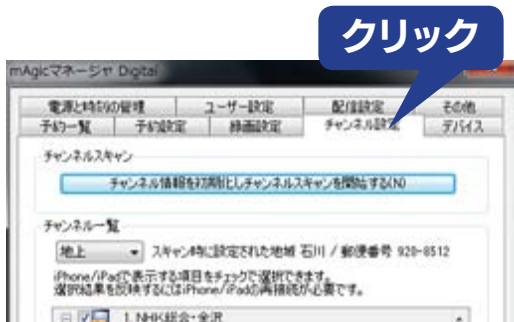 クリック
mAgicマネージャ Digital
電源と時刻の管理 ユーザー設定 配信設定 その他
予約一覧 予約設定 録画設定 チャンネル設定 デバイス
チャンネルスキャン
チャンネル情報を初期化しチャンネルスキャンを開始する(N)
チャンネル一覧
地上 スキャン時に設定された地域 石川 / 郵便番号 920-8512
iPhone/iPadで表示する項目をチェックで選択できます。
選択結果を反映するにはiPhone/iPadの再接続が必要です。
1. NHK総合・金沢